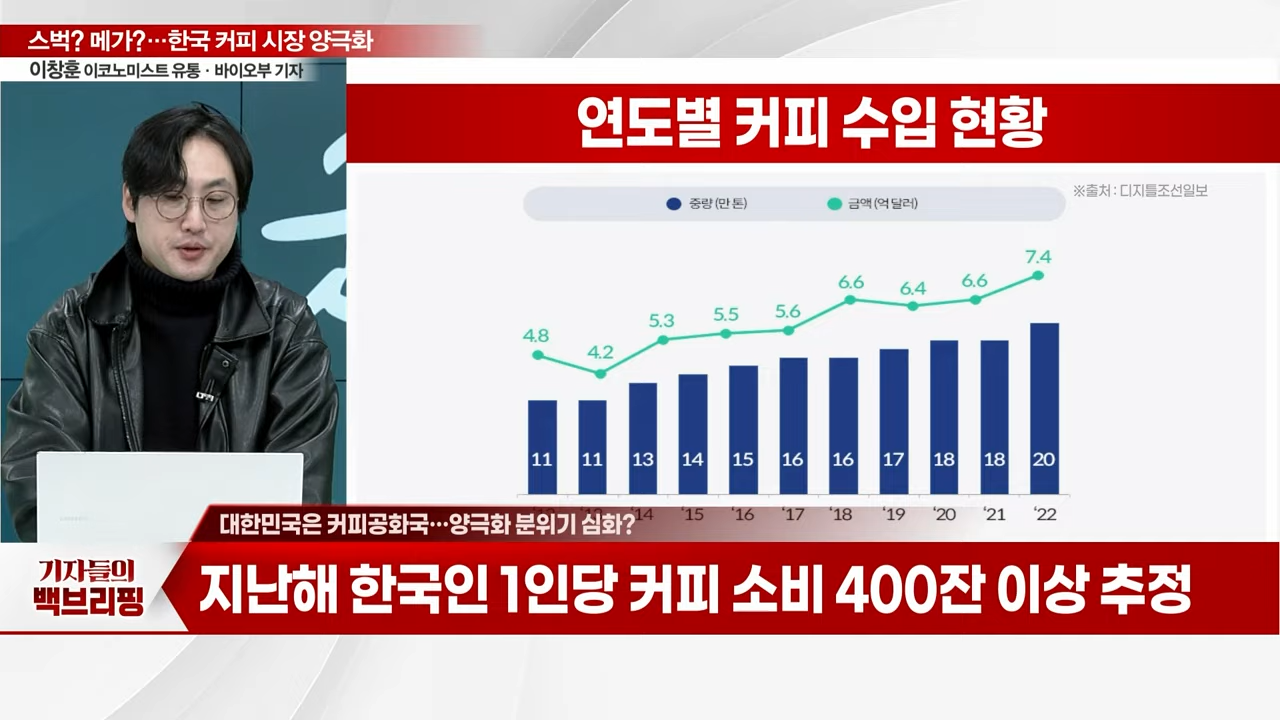 스벅? 메가?…한국 커피 시장 양극화
이창훈 이코노미스트 유통·바이오부 기자
연도별 커피 수입 현황
※출처 : 디지틀조선일보
중량 (만 톤) 금액 (억 달러)
4.8 4.2 5.3 5.5 5.6 6.6 6.4 6.6 7.4
11 11 13 14 15 16 16 17 18 18 20
'14 '15 '16 '17 '18 '19 '20 '21 '22
대한민국은 커피공화국…양극화 분위기 심화?
기자들의
백브리핑
지난해 한국인 1인당 커피 소비 400잔 이상 추정